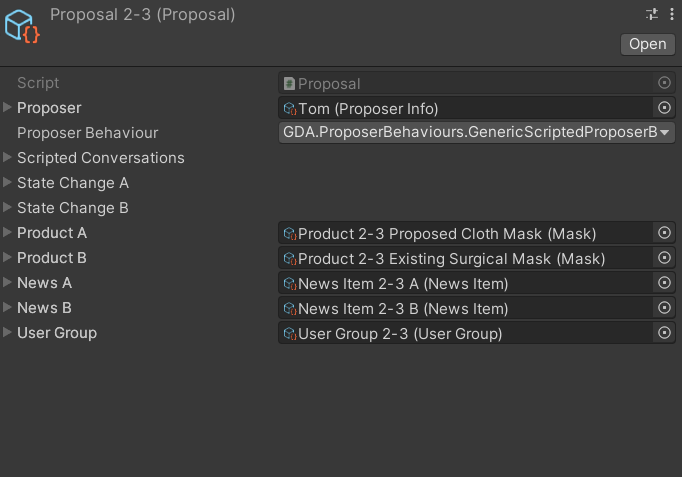 Proposal 2-3 (Proposal)
Open
Script Proposal
Proposer Tom (Proposer Info)
Proposer Behaviour GDA.ProposerBehaviours.GenericScriptedProposerB
Scripted Conversations
State Change A
State Change B
Product A Product 2-3 Proposed Cloth Mask (Mask)
Product B Product 2-3 Existing Surgical Mask (Mask)
News A News Item 2-3 A (News Item)
News B News Item 2-3 B (News Item)
User Group User Group 2-3 (User Group)